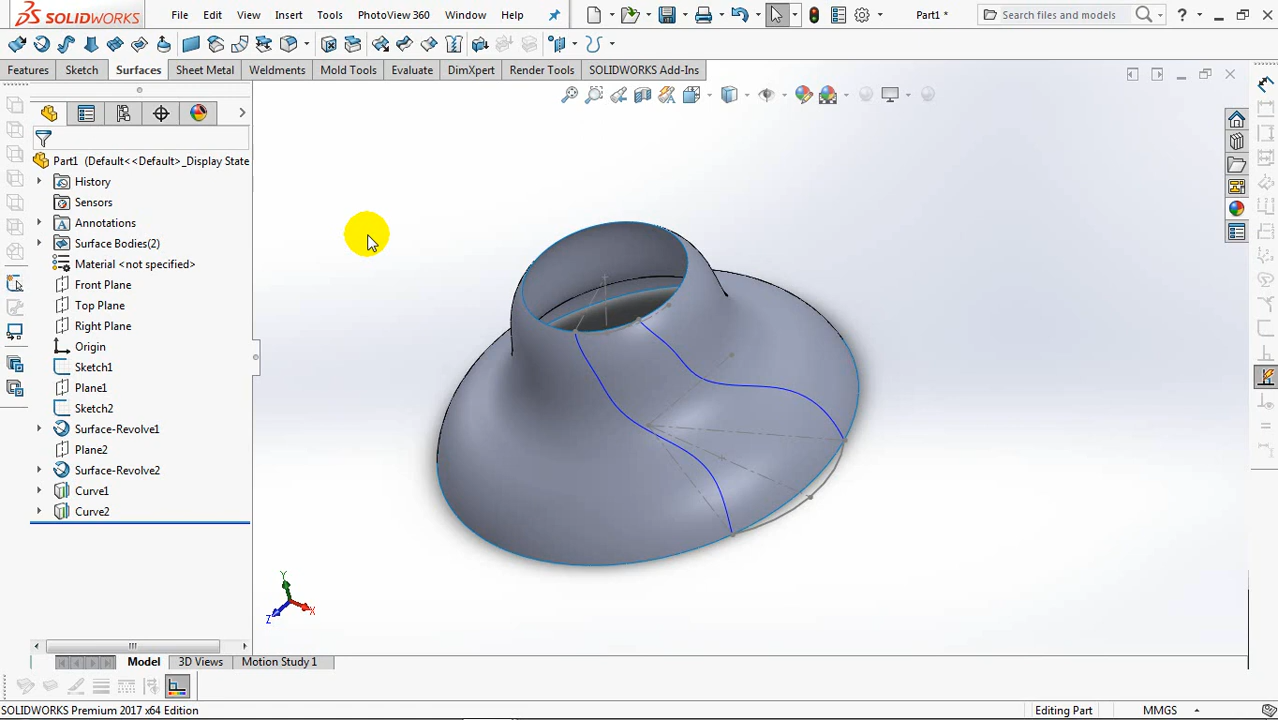 SOLIDWORKS File Edit View Insert Tools PhotoView 360 Window Help Part1 * Search files and models ?
Features Sketch Surfaces Sheet Metal Weldments Mold Tools Evaluate DimXpert Render Tools SOLIDWORKS Add-Ins
Part1 (Default<<Default>_Display State
History
Sensors
Annotations
Surface Bodies(2)
Material <not specified>
Front Plane
Top Plane
Right Plane
Origin
Sketch1
Plane1
Sketch2
Surface-Revolve1
Plane2
Surface-Revolve2
Curve1
Curve2
Y
X
Z
Model 3D Views Motion Study 1
SOLIDWORKS Premium 2017 x64 Edition Editing Part MMGS